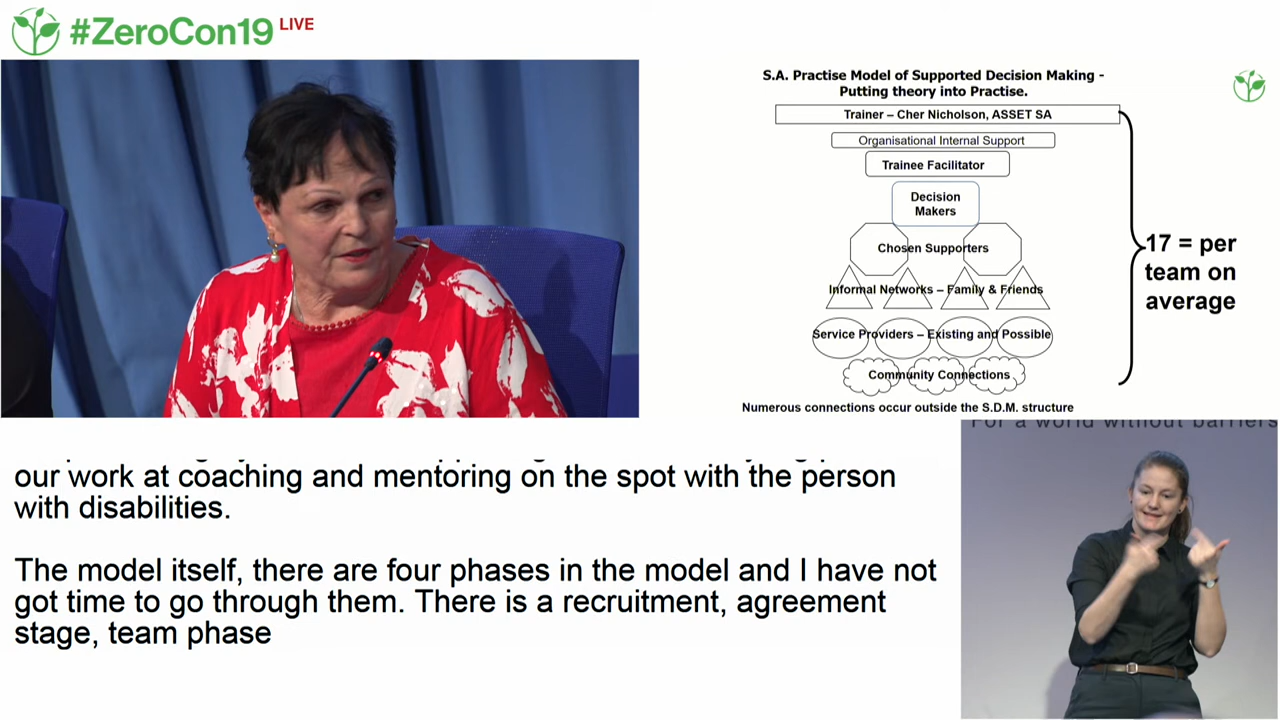 #ZeroCon19 LIVE
S.A. Practise Model of Supported Decision Making -
Putting theory into Practise.
Trainer – Cher Nicholson, ASSET SA
Organisational Internal Support
Trainee Facilitator
Decision
Makers
Chosen Supporters
Informal Networks – Family & Friends
Service Providers – Existing and Possible
Community Connections
Numerous connections occur outside the S.D.M. structure
17 = per
team on
average
our work at coaching and mentoring on the spot with the person
with disabilities.
The model itself, there are four phases in the model and I have not
got time to go through them. There is a recruitment, agreement
stage, team phase
For a world without barriers